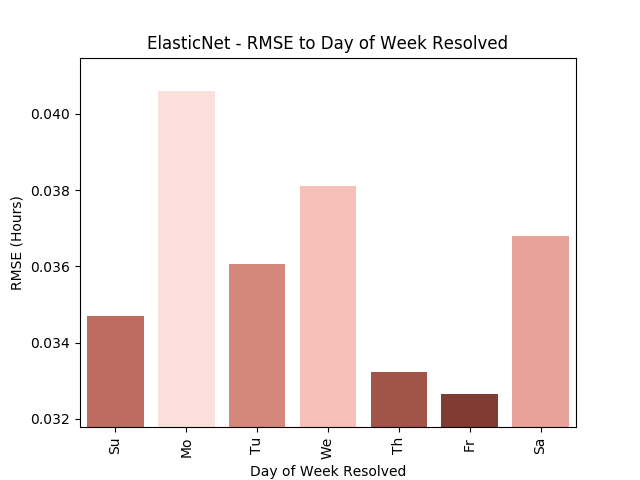 ElasticNet - RMSE to Day of Week Resolved
0.040
0.038
0.036
0.034
0.032
RMSE (Hours)
Su Mo Tu We Th Fr Sa
Day of Week Resolved